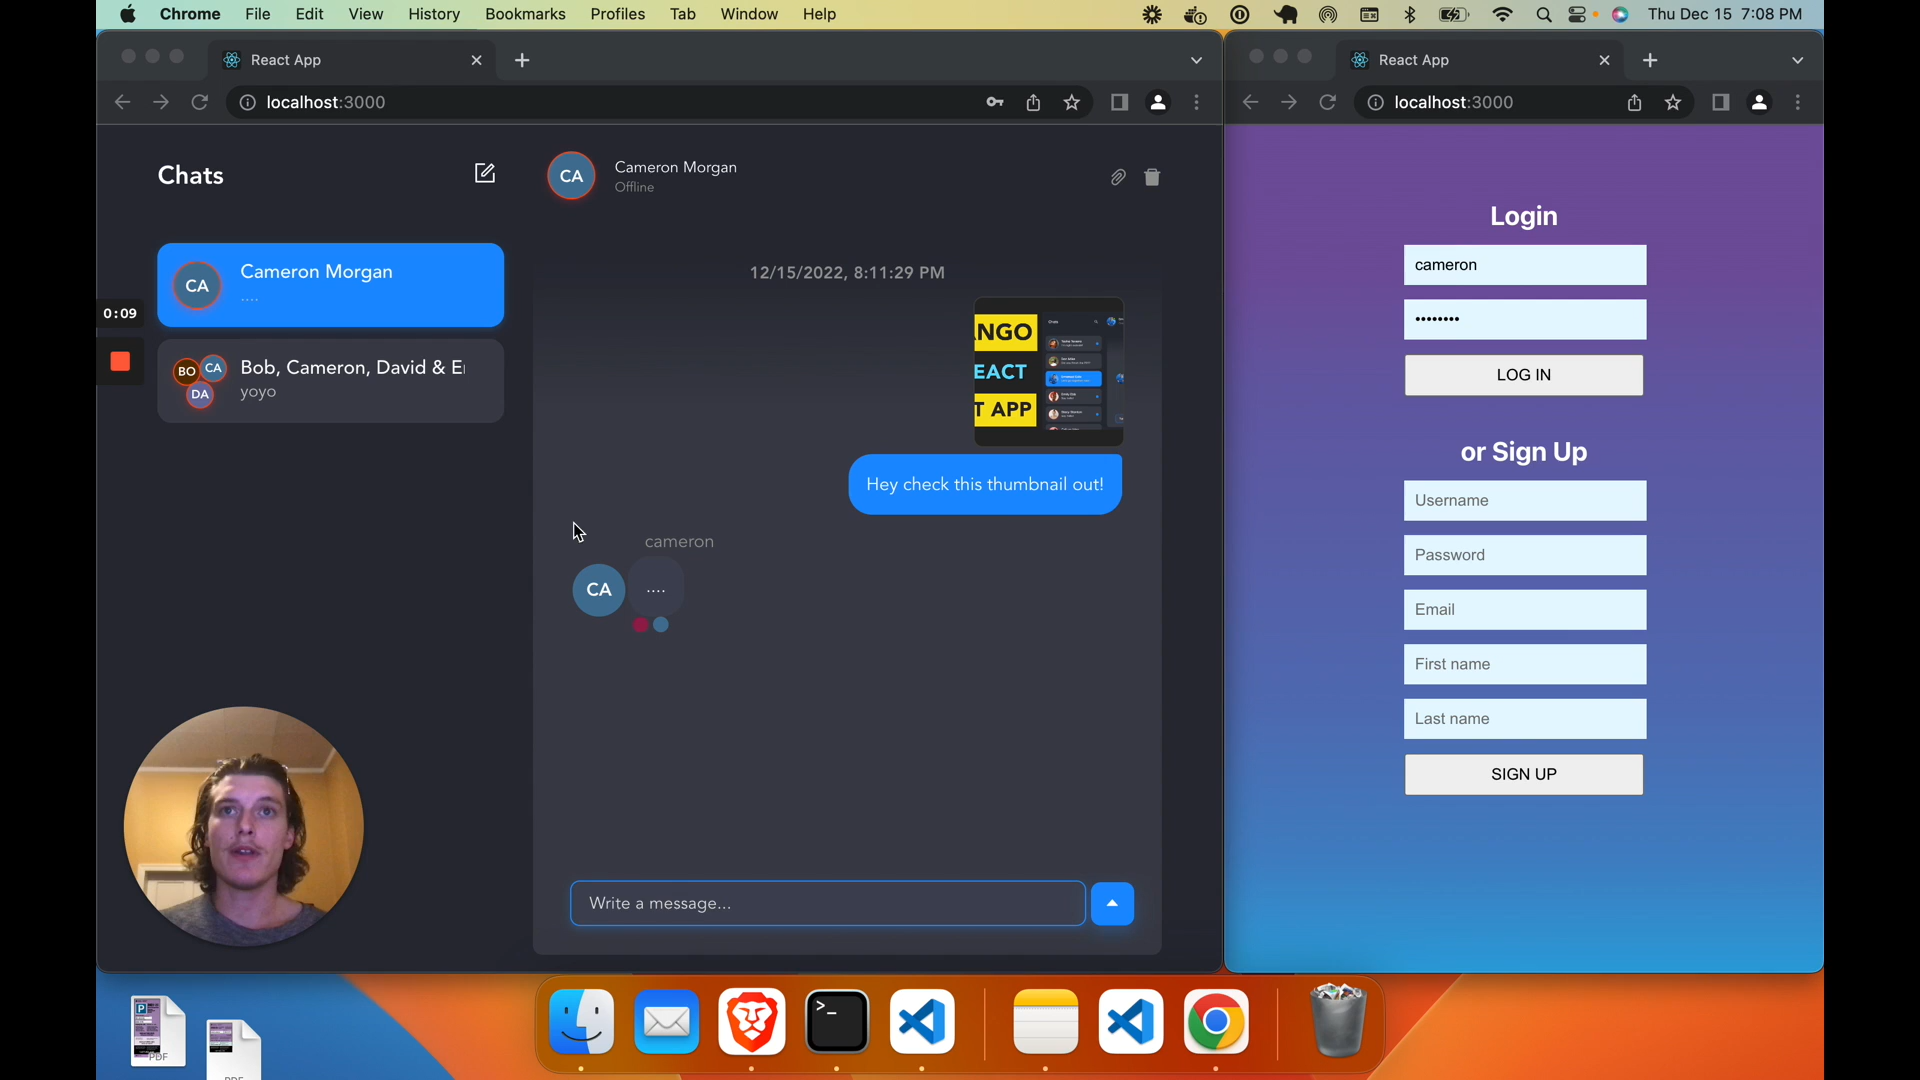 Chrome File Edit View History Bookmarks Profiles Tab Window Help
Thu Dec 15 7:08 PM
React App
localhost:3000
Chats
CA
Cameron Morgan
....
BO CA DA
Bob, Cameron, David & E
yoyo
0:09
CA
Cameron Morgan
Offline
12/15/2022, 8:11:29 PM
NGO
EACT
T APP
Chats
Hey check this thumbnail out!
cameron
CA
....
Write a message...
React App
localhost:3000
Login
cameron
••••••••
LOG IN
or Sign Up
Username
Password
Email
First name
Last name
SIGN UP
>_
PDF